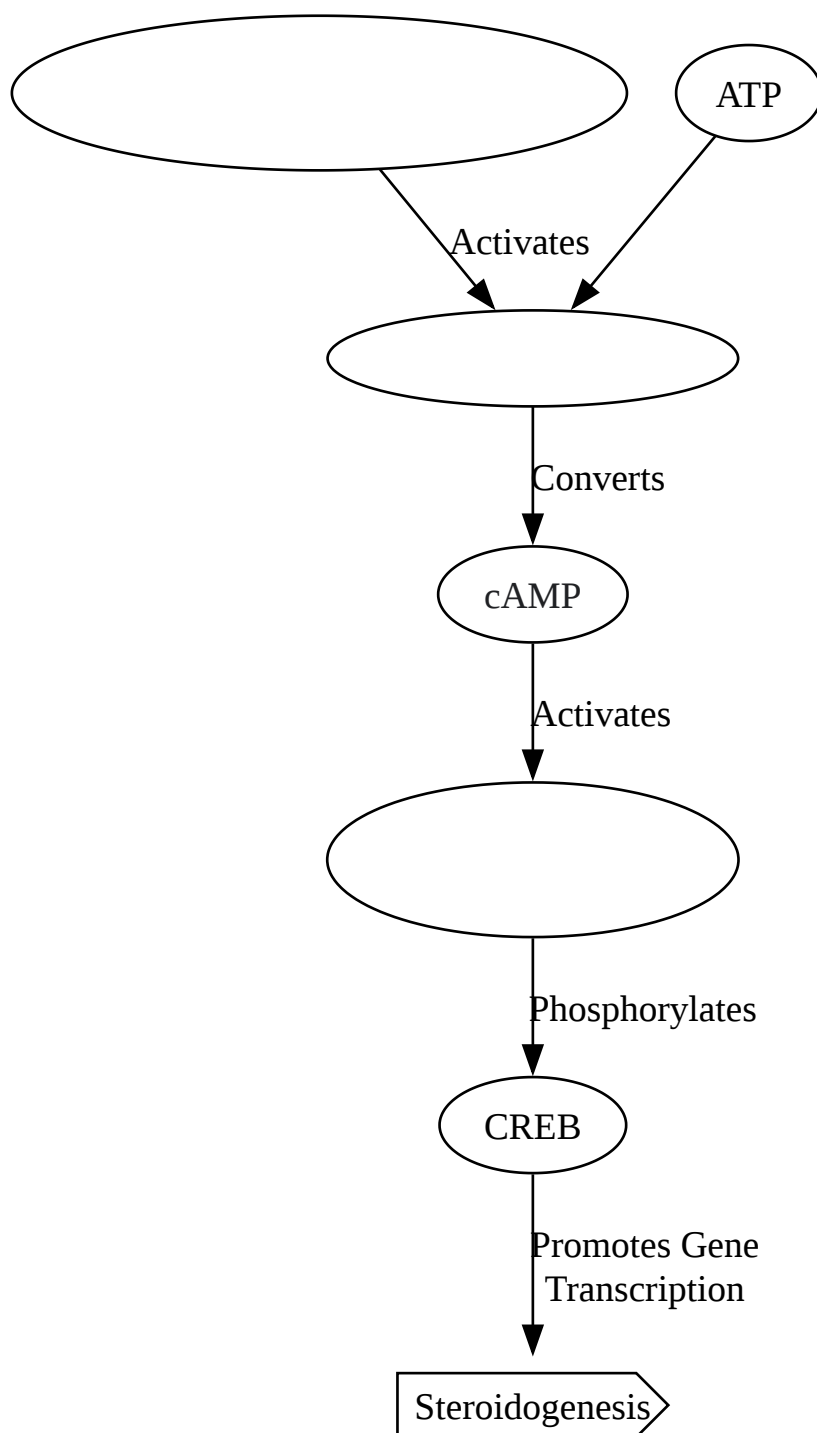 ATP
Activates
Converts
cAMP
Activates
Phosphorylates
CREB
Promotes Gene
Transcription
Steroidogenesis